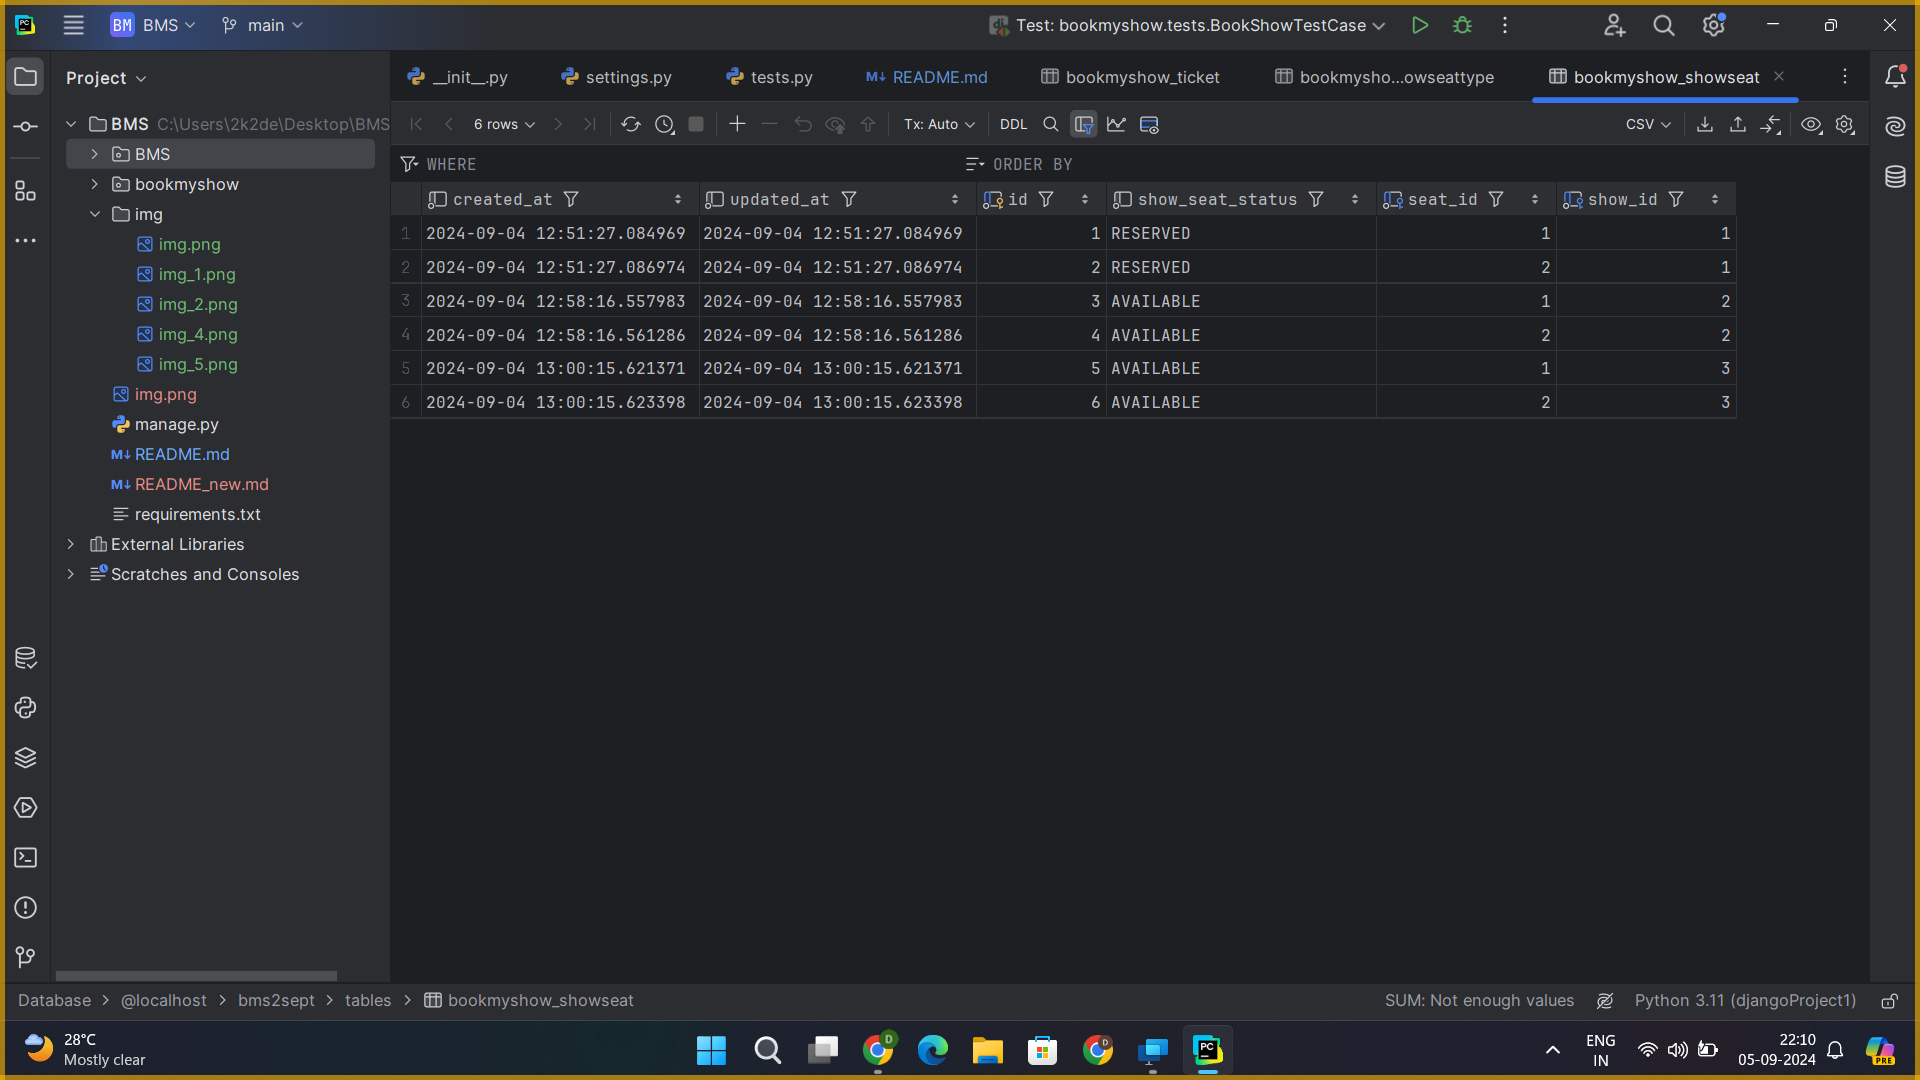 BM BMS main Test: bookmyshow.tests.BookShowTestCase
Project
__init__.py settings.py tests.py README.md bookmyshow_ticket bookmysho...owseattype bookmyshow_showseat
BMS C:\Users\2k2de\Desktop\BMS
6 rows Tx: Auto DDL CSV
BMS
bookmyshow
img
img.png
img_1.png
img_2.png
img_4.png
img_5.png
img.png
manage.py
README.md
README_new.md
requirements.txt
External Libraries
Scratches and Consoles
WHERE ORDER BY
created_at updated_at id show_seat_status seat_id show_id
1 2024-09-04 12:51:27.084969 2024-09-04 12:51:27.084969 1 RESERVED 1 1
2 2024-09-04 12:51:27.086974 2024-09-04 12:51:27.086974 2 RESERVED 2 1
3 2024-09-04 12:58:16.557983 2024-09-04 12:58:16.557983 3 AVAILABLE 1 2
4 2024-09-04 12:58:16.561286 2024-09-04 12:58:16.561286 4 AVAILABLE 2 2
5 2024-09-04 13:00:15.621371 2024-09-04 13:00:15.621371 5 AVAILABLE 1 3
6 2024-09-04 13:00:15.623398 2024-09-04 13:00:15.623398 6 AVAILABLE 2 3
Database > @localhost > bms2sept > tables > bookmyshow_showseat
SUM: Not enough values Python 3.11 (djangoProject1)
28°C
Mostly clear
ENG
IN
22:10
05-09-2024
PRE